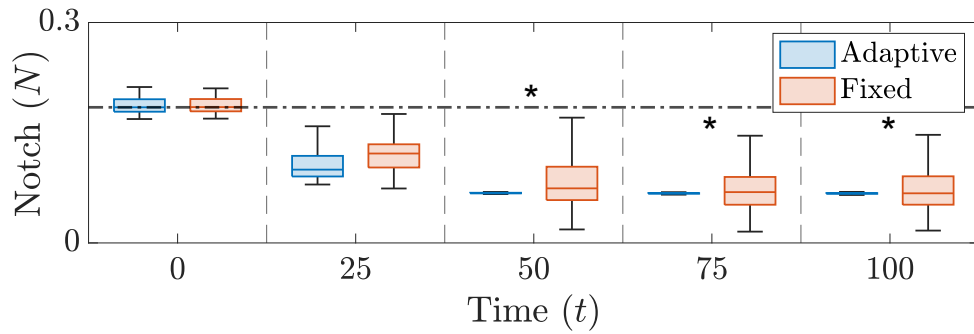 0.3
Adaptive
Fixed
*
*
*
Notch (N)
0
0
25
50
75
100
Time (t)